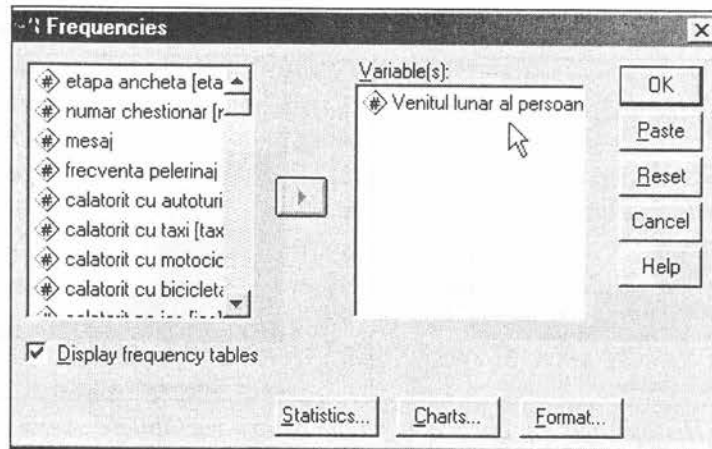 Frequencies
etapa ancheta [eta
numar chestionar [r
mesaj
frecventa pelerinaj
calatorit cu autoturi
calatorit cu taxi [tax
calatorit cu motocic
calatorit cu bicicleta
Variable(s):
Venitul lunar al persoan
OK
Paste
Reset
Cancel
Help
Display frequency tables
Statistics...
Charts...
Format...